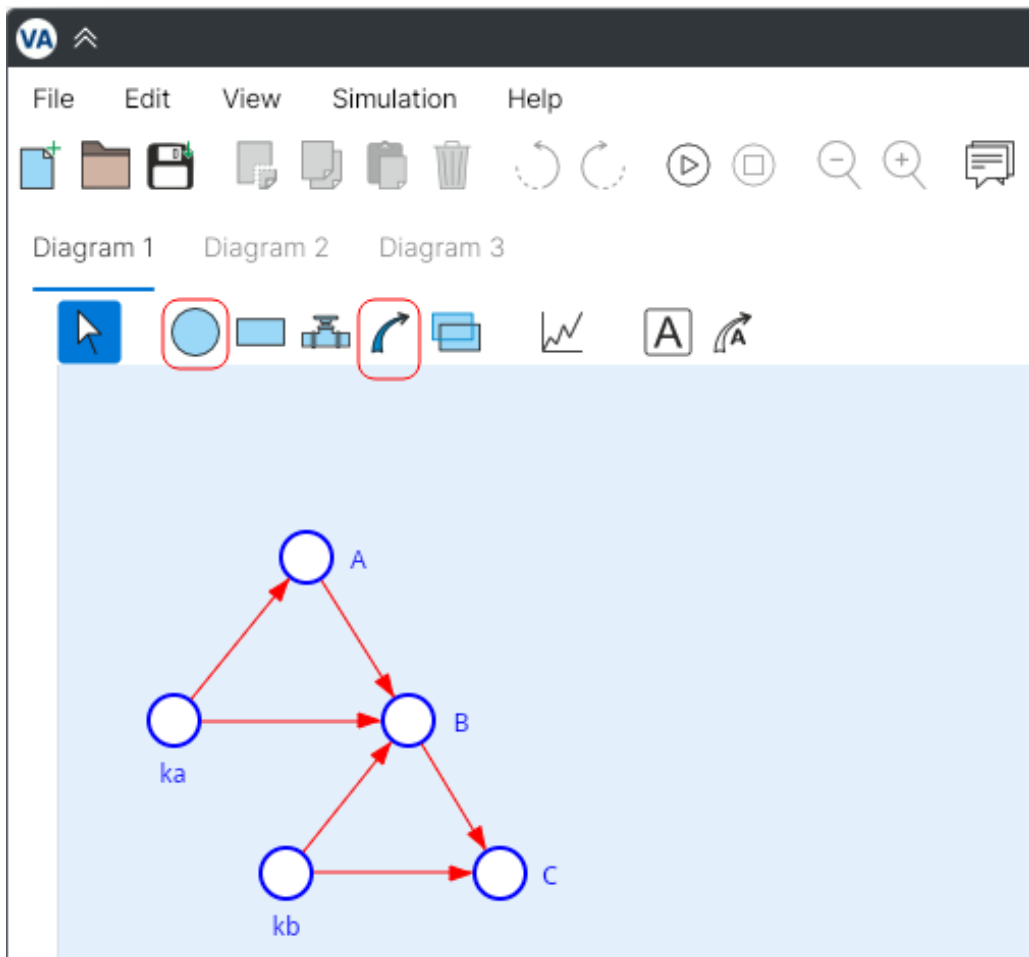 VA
File Edit View Simulation Help
Diagram 1 Diagram 2 Diagram 3
A A
A
B
ka
C
kb